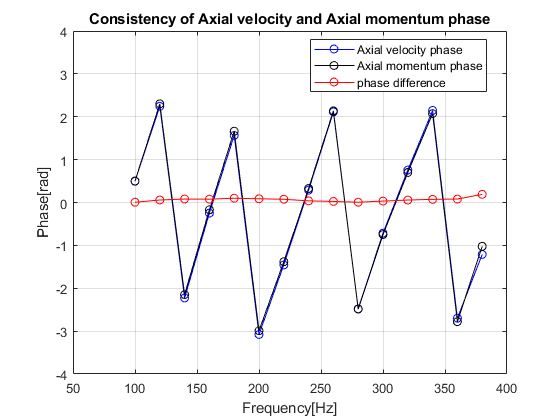 Consistency of Axial velocity and Axial momentum phase
4
3
2
1
0
-1
-2
-3
-4
Phase[rad]
Axial velocity phase
Axial momentum phase
phase difference
50 100 150 200 250 300 350 400
Frequency[Hz]